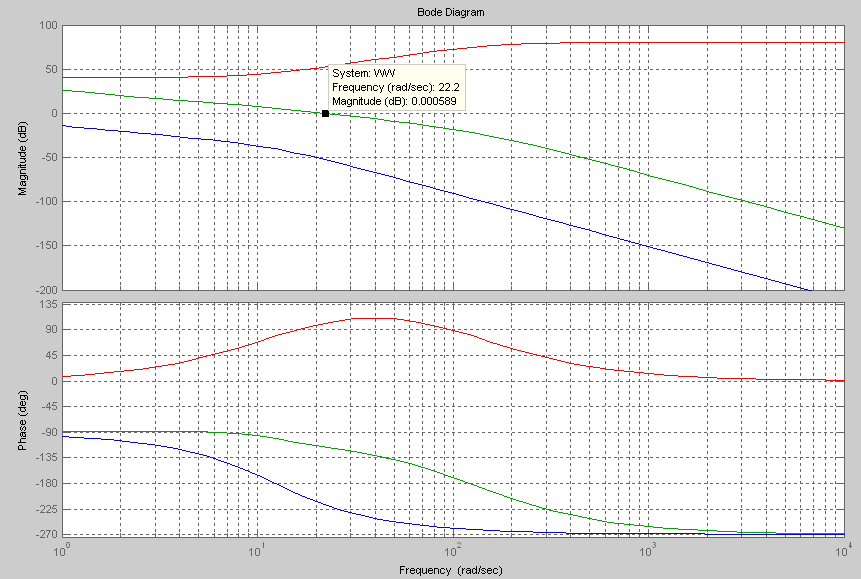 Bode Diagram
Magnitude (dB)
100
50
0
-50
-100
-150
-200
System: WW
Frequency (rad/sec): 22.2
Magnitude (dB): 0.000589
Phase (deg)
135
90
45
0
-45
-90
-135
-180
-225
-270
10^0 10^1 10^2 10^3 10^4
Frequency (rad/sec)